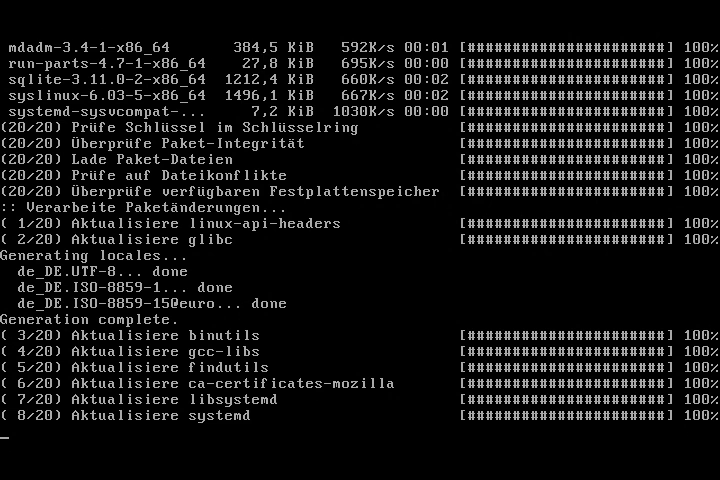 mdadm-3.4-1-x86_64 384,5 KiB 592K/s 00:01 [######################] 100%
run-parts-4.7-1-x86_64 27,8 KiB 695K/s 00:00 [######################] 100%
sqlite-3.11.0-2-x86_64 1212,4 KiB 660K/s 00:02 [######################] 100%
syslinux-6.03-5-x86_64 1496,1 KiB 667K/s 00:02 [######################] 100%
systemd-sysvcompat-... 7,2 KiB 1030K/s 00:00 [######################] 100%
(20/20) Prüfe Schlüssel im Schlüsselring [######################] 100%
(20/20) Überprüfe Paket-Integrität [######################] 100%
(20/20) Lade Paket-Dateien [######################] 100%
(20/20) Prüfe auf Dateikonflikte [######################] 100%
(20/20) Überprüfe verfügbaren Festplattenspeicher [######################] 100%
:: Verarbeite Paketänderungen...
( 1/20) Aktualisiere linux-api-headers [######################] 100%
( 2/20) Aktualisiere glibc [######################] 100%
Generating locales...
de_DE.UTF-8... done
de_DE.ISO-8859-1... done
de_DE.ISO-8859-15@euro... done
Generation complete.
( 3/20) Aktualisiere binutils [######################] 100%
( 4/20) Aktualisiere gcc-libs [######################] 100%
( 5/20) Aktualisiere findutils [######################] 100%
( 6/20) Aktualisiere ca-certificates-mozilla [######################] 100%
( 7/20) Aktualisiere libsystemd [######################] 100%
( 8/20) Aktualisiere systemd [######################] 100%
_